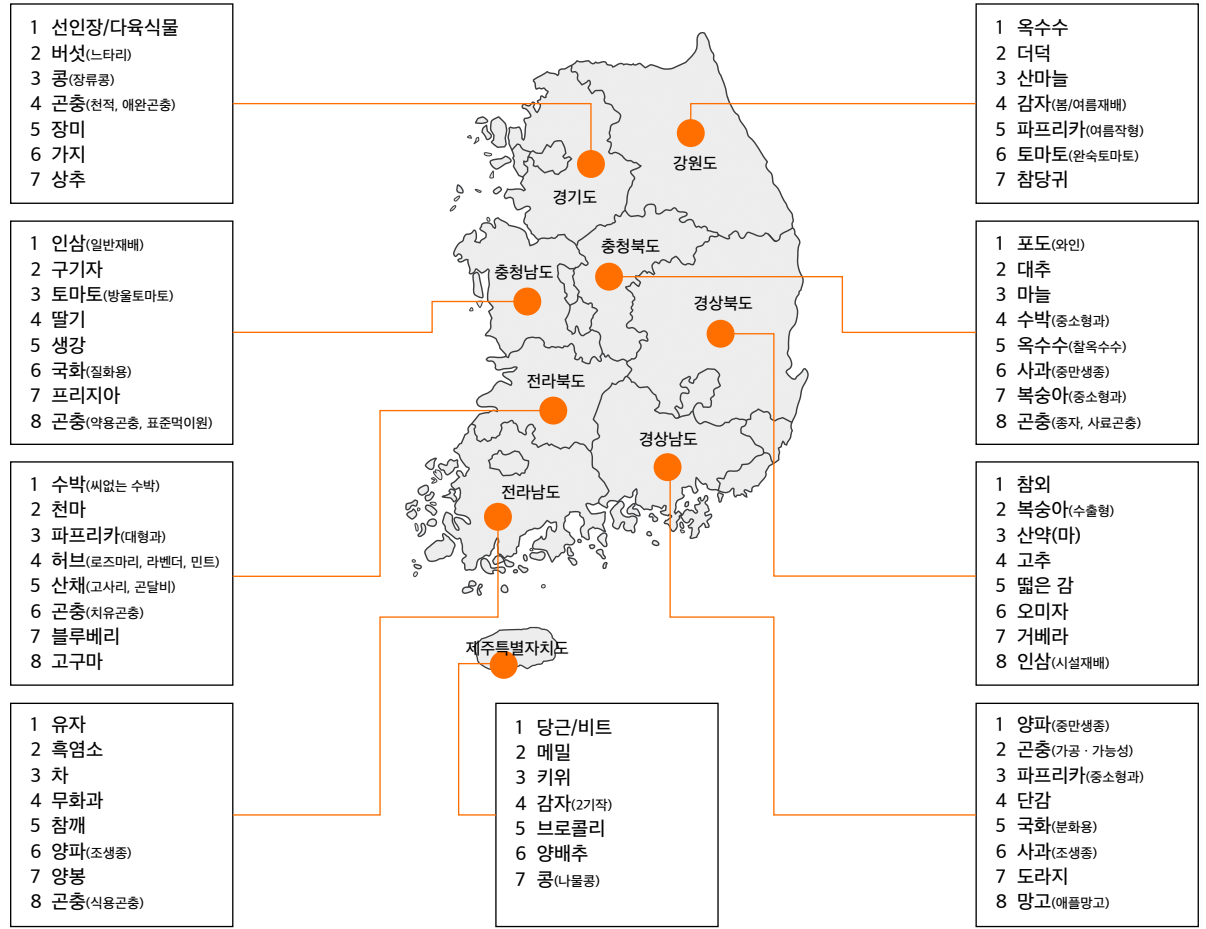 1 선인장/다육식물
2 버섯(느타리)
3 콩(장류콩)
4 곤충(천적, 애완곤충)
5 장미
6 가지
7 상추
1 인삼(일반재배)
2 구기자
3 토마토(방울토마토)
4 딸기
5 생강
6 국화(질화용)
7 프리지아
8 곤충(약용곤충, 표준먹이원)
1 수박(씨없는 수박)
2 천마
3 파프리카(대형과)
4 허브(로즈마리, 라벤더, 민트)
5 산채(고사리, 곤달비)
6 곤충(치유곤충)
7 블루베리
8 고구마
1 유자
2 흑염소
3 차
4 무화과
5 참깨
6 양파(조생종)
7 양봉
8 곤충(식용곤충)
강원도
경기도
충청북도
충청남도
경상북도
전라북도
경상남도
전라남도
제주특별자치도
1 당근/비트
2 메밀
3 키위
4 감자(2기작)
5 브로콜리
6 양배추
7 콩(나물콩)
1 옥수수
2 더덕
3 산마늘
4 감자(봄/여름재배)
5 파프리카(여름작형)
6 토마토(완숙토마토)
7 참당귀
1 포도(와인)
2 대추
3 마늘
4 수박(중소형과)
5 옥수수(찰옥수수)
6 사과(중만생종)
7 복숭아(중소형과)
8 곤충(종자, 사료곤충)
1 참외
2 복숭아(수출형)
3 산약(마)
4 고추
5 떫은 감
6 오미자
7 거베라
8 인삼(시설재배)
1 양파(중만생종)
2 곤충(가공 · 가능성)
3 파프리카(중소형과)
4 단감
5 국화(분화용)
6 사과(조생종)
7 도라지
8 망고(애플망고)